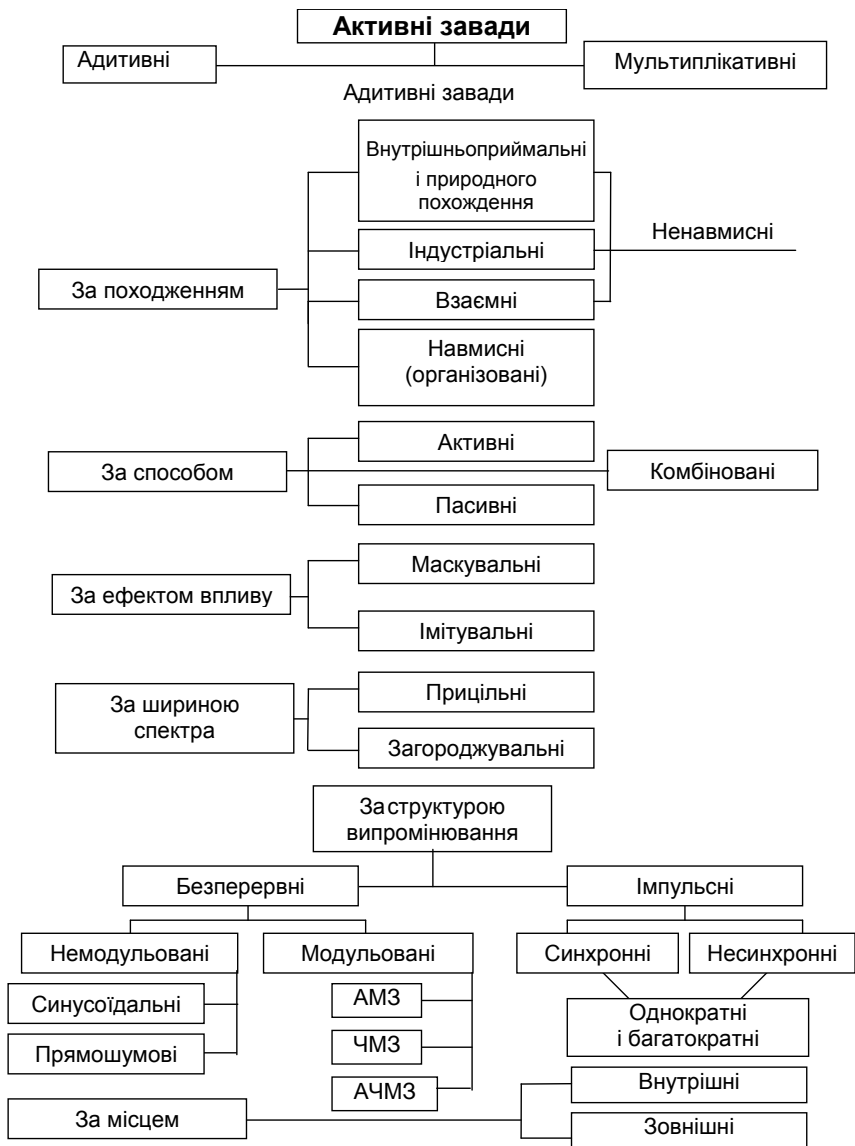 Активні завади
Адитивні
Мультиплікативні
Адитивні завади
Внутрішньоприймальні
і природного
похождення
Ненавмисні
Індустріальні
За походженням
Взаємні
Навмисні
(організовані)
Активні
За способом
Комбіновані
Пасивні
Маскувальні
За ефектом впливу
Імітувальні
Прицільні
За шириною
спектра
Загороджувальні
За структурою
випромінювання
Безперервні
Імпульсні
Немодульовані
Модульовані
Синхронні
Несинхронні
Синусоїдальні
АМЗ
Однократні
і багатократні
Прямошумові
ЧМЗ
АЧМЗ
Внутрішні
За місцем
Зовнішні